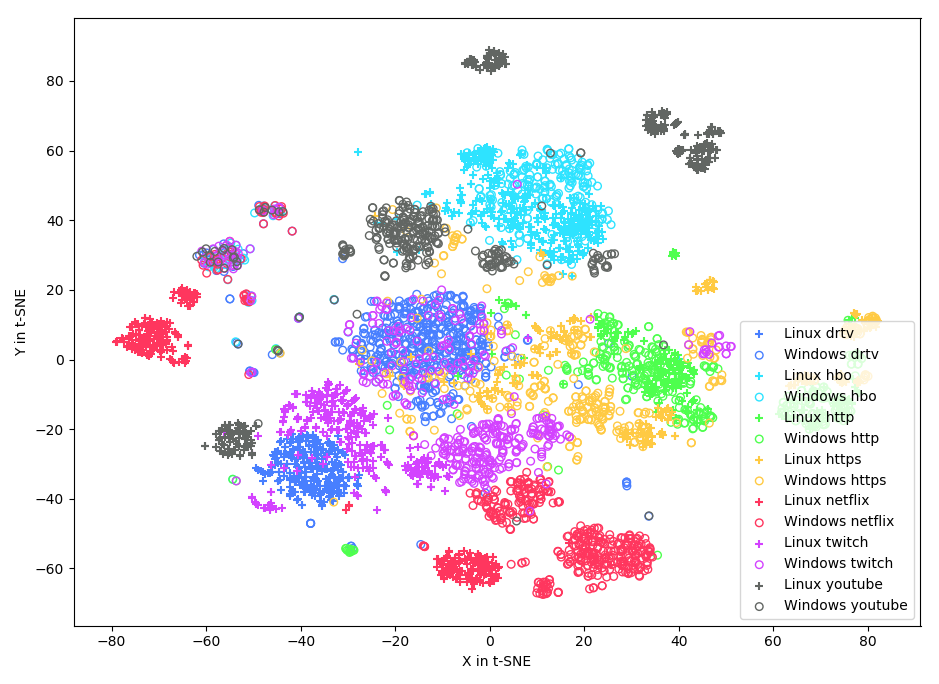 80
60
40
20
0
−20
−40
−60
Y in t-SNE
−80
−60
−40
−20
0
20
40
60
80
X in t-SNE
Linux drtv
Windows drtv
Linux hbo
Windows hbo
Linux http
Windows http
Linux https
Windows https
Linux netflix
Windows netflix
Linux twitch
Windows twitch
Linux youtube
Windows youtube